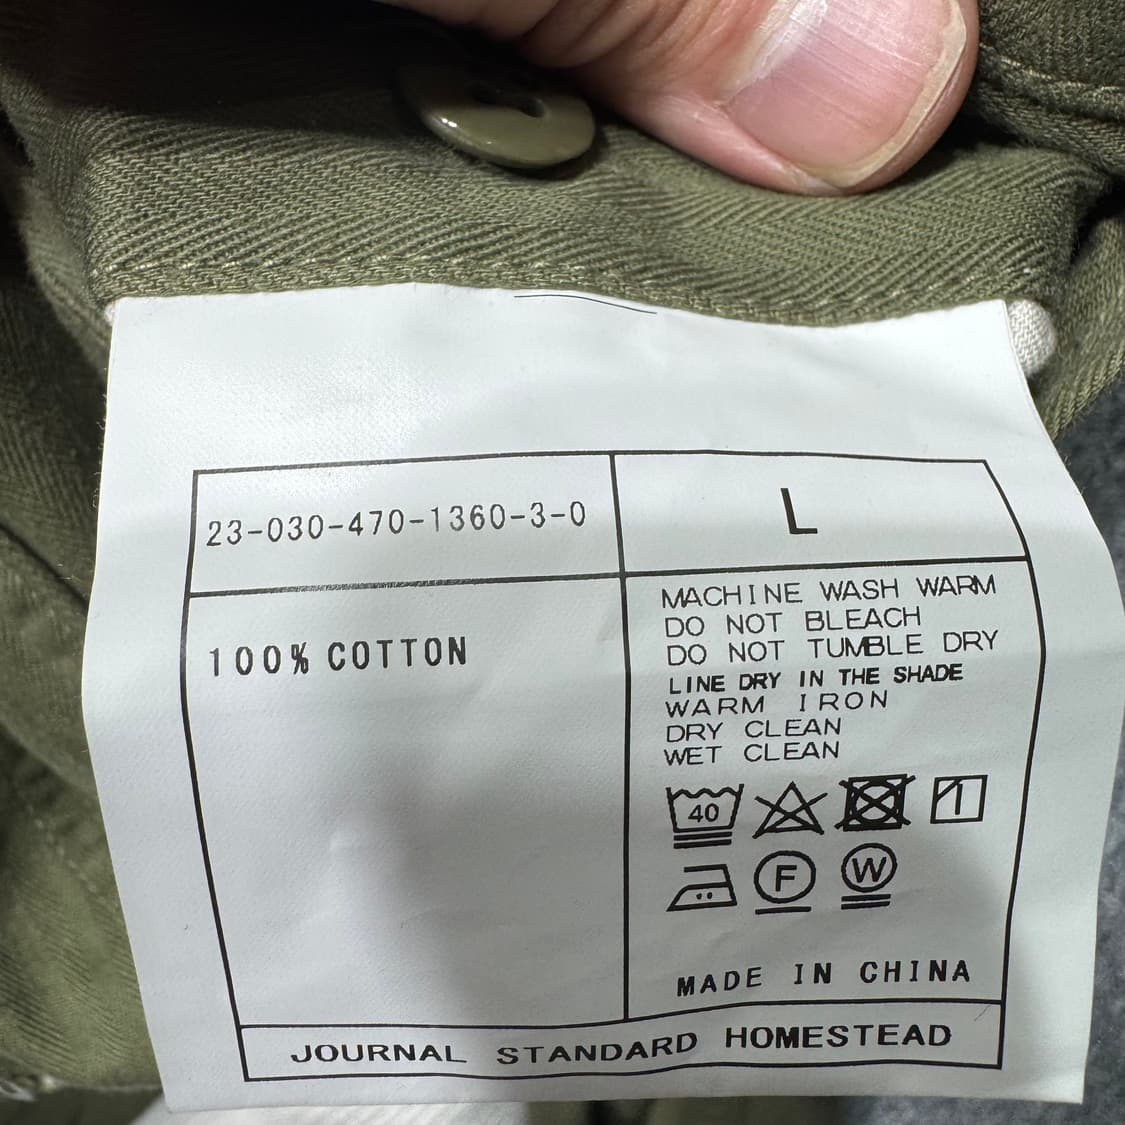 23-030-470-1360-3-0
L
100% COTTON
MACHINE WASH WARM
DO NOT BLEACH
DO NOT TUMBLE DRY
LINE DRY IN THE SHADE
WARM IRON
DRY CLEAN
WET CLEAN
40
F
W
MADE IN CHINA
JOURNAL STANDARD HOMESTEAD